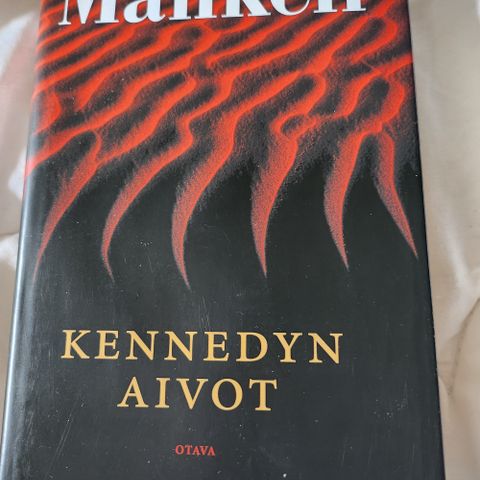 Mankell
KENNEDYN
AIVOT
OTAVA